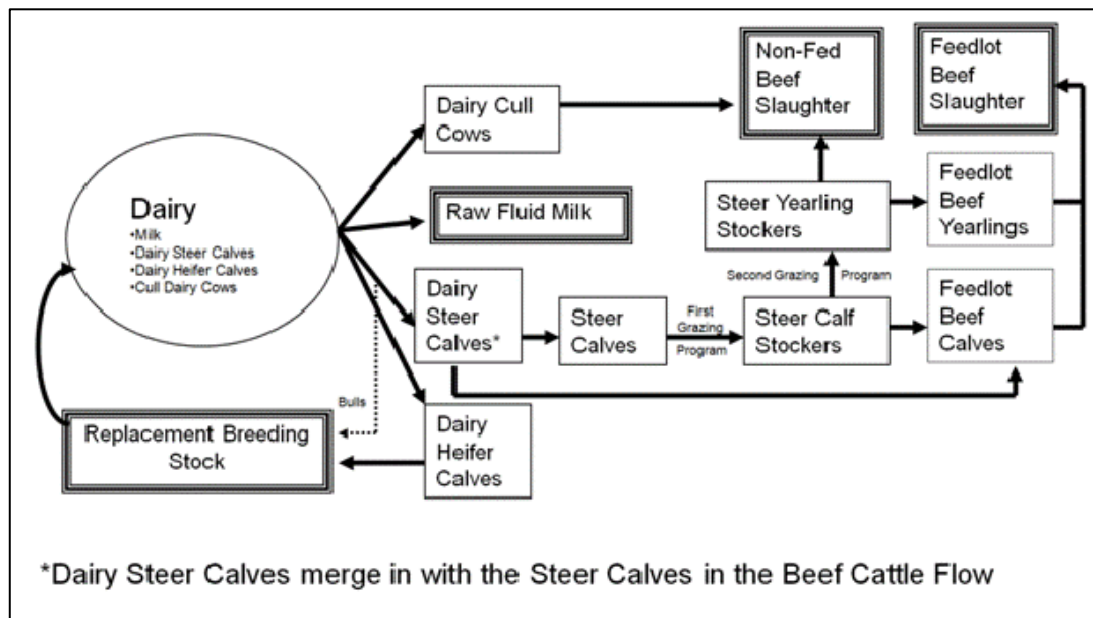 Non-Fed
Beef
Slaughter
Feedlot
Beef
Slaughter
Dairy Cull
Cows
Dairy
•Milk
•Dairy Steer Calves
•Dairy Heifer Calves
•Cull Dairy Cows
Raw Fluid Milk
Steer Yearling
Stockers
Feedlot
Beef
Yearlings
Second Grazing Program
Dairy
Steer
Calves*
Steer
Calves
First
Grazing
Program
Steer Calf
Stockers
Feedlot
Beef
Calves
Bulls
Replacement Breeding
Stock
Dairy
Heifer
Calves
*Dairy Steer Calves merge in with the Steer Calves in the Beef Cattle Flow